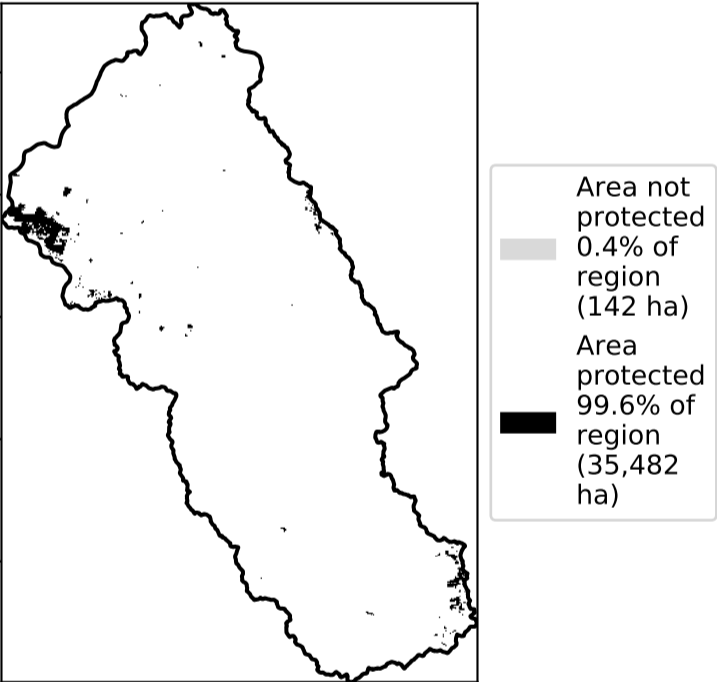 Area not
protected
0.4% of
region
(142 ha)
Area
protected
99.6% of
region
(35,482
ha)